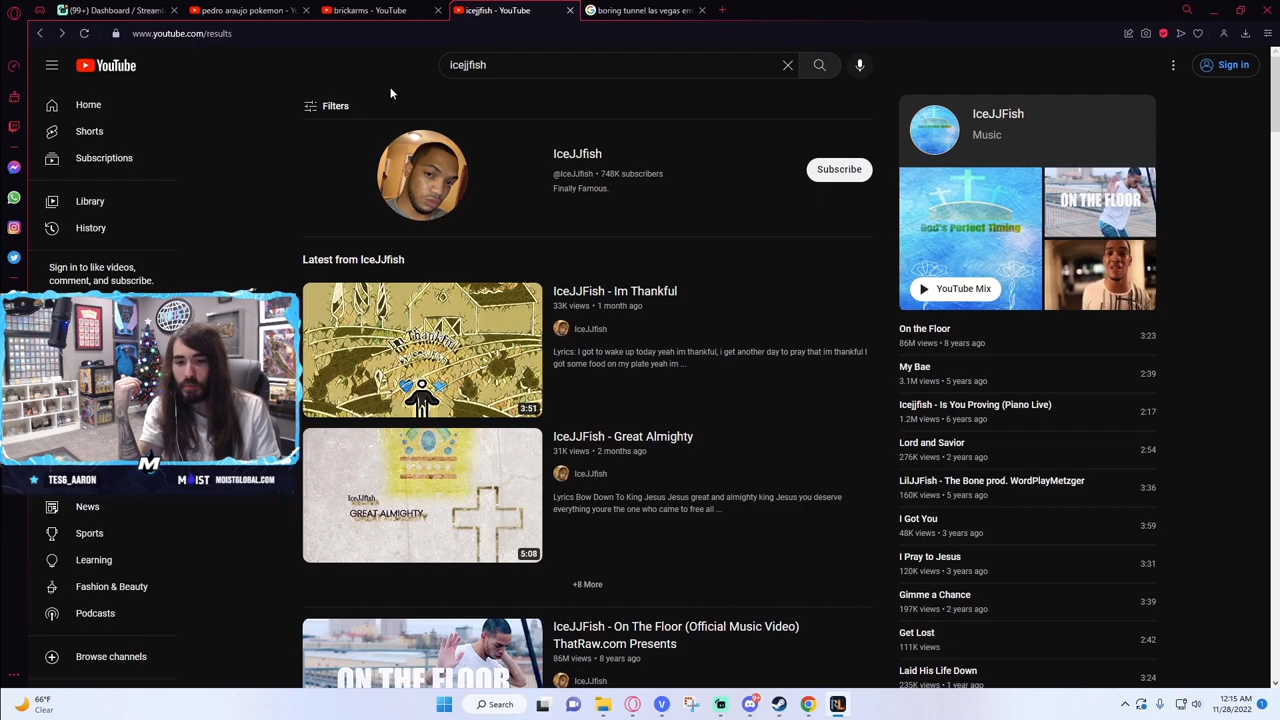 (99+) Dashboard / Streamla
pedro araujo pokemon - Yo
brickarms - YouTube
icejjfish - YouTube
boring tunnel las vegas em
www.youtube.com/results
YouTube
icejjfish
Sign in
Home
Shorts
Subscriptions
Library
History
Sign in to like videos,
comment, and subscribe.
TESS_AARON
MOIST
MOISTGLOBAL.COM
News
Sports
Learning
Fashion & Beauty
Podcasts
Browse channels
Filters
IceJJfish
@IceJJfish • 748K subscribers
Finally Famous.
Subscribe
Latest from IceJJfish
3:51
IceJJFish - Im Thankful
33K views • 1 month ago
IceJJfish
Lyrics: I got to wake up today yeah im thankful, i get another day to pray that im thankful I
got some food on my plate yeah im ...
IceJJfish
GREAT ALMIGHTY
5:08
IceJJFish - Great Almighty
31K views • 2 months ago
IceJJfish
Lyrics Bow Down To King Jesus Jesus great and almighty king Jesus you deserve
everything youre the one who came to free all ...
+8 More
ON THE FLOOR
IceJJFish - On The Floor (Official Music Video)
ThatRaw.com Presents
86M views • 8 years ago
IceJJfish
IceJJFish
Music
God's Perfect Timing
ON THE FLOOR
YouTube Mix
On the Floor
86M views • 8 years ago
3:23
My Bae
3.1M views • 5 years ago
2:39
Icejjfish - Is You Proving (Piano Live)
1.2M views • 6 years ago
2:17
Lord and Savior
276K views • 2 years ago
2:54
LilJJFish - The Bone prod. WordPlayMetzger
160K views • 5 years ago
3:36
I Got You
48K views • 3 years ago
3:59
I Pray to Jesus
120K views • 3 years ago
3:31
Gimme a Chance
197K views • 2 years ago
3:39
Get Lost
111K views
2:42
Laid His Life Down
235K views • 1 year ago
3:24
66°F
Clear
Search
12:15 AM
11/28/2022